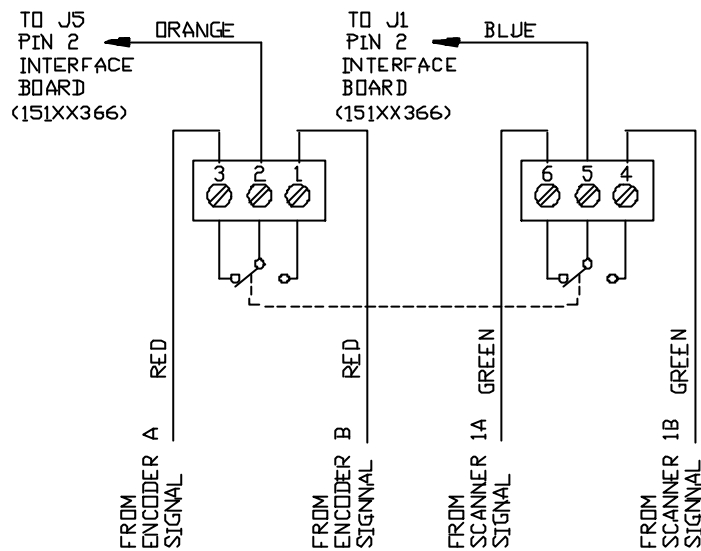 TO J5
PIN 2
INTERFACE
BOARD
(151XX366)
ORANGE
TO J1
PIN 2
INTERFACE
BOARD
(151XX366)
BLUE
3 2 1
6 5 4
RED
RED
GREEN
GREEN
FROM
ENCODER A
SIGNAL
FROM
ENCODER B
SIGNNAL
FROM
SCANNER 1A
SIGNAL
FROM
SCANNER 1B
SIGNNAL